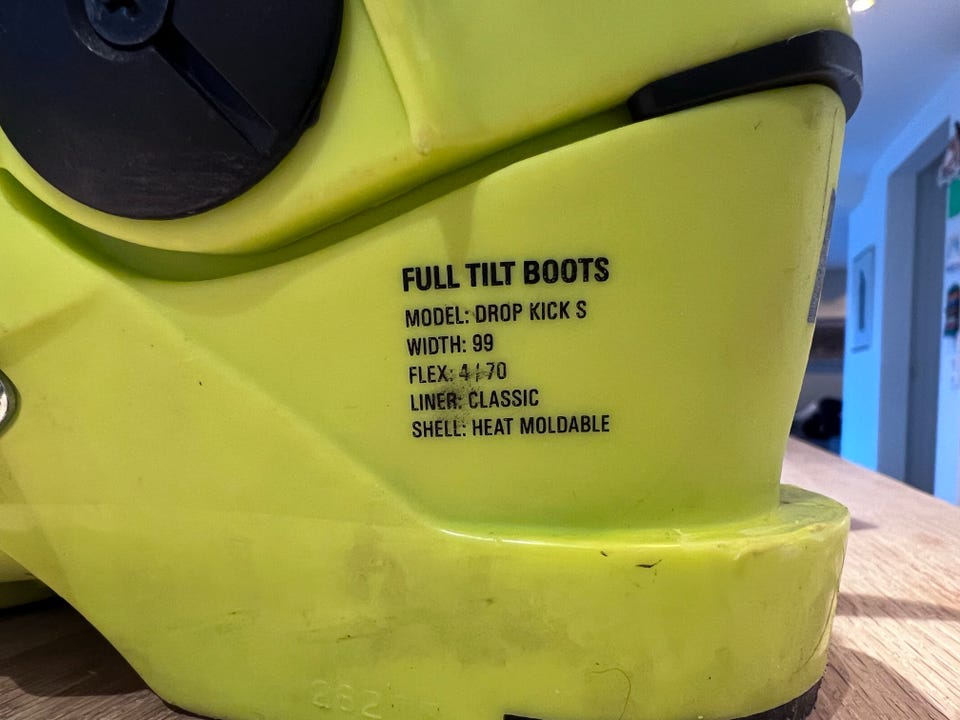 FULL TILT BOOTS
MODEL: DROP KICK S
WIDTH: 99
FLEX: 4 | 70
LINER: CLASSIC
SHELL: HEAT MOLDABLE